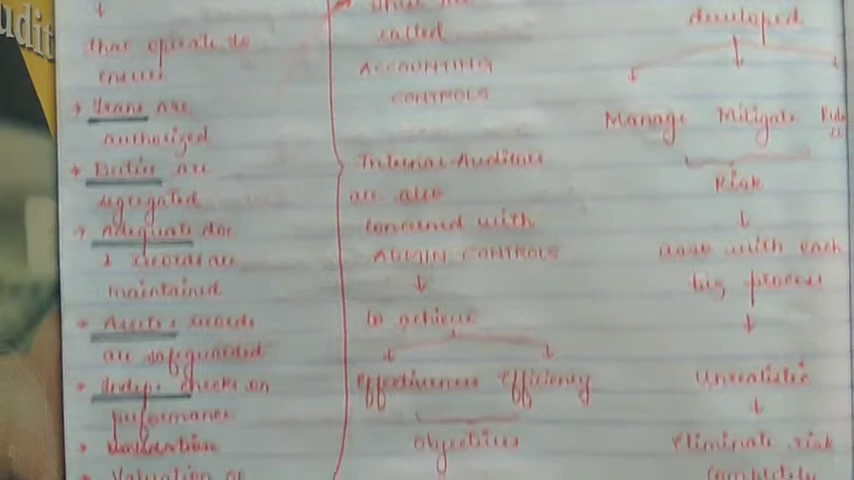 udit
that operate to
ensure
→ Trans are
authorized
→ Duties are
segregated
→ Adequate doc
& records are
maintained
→ Assets & records
are safeguarded
→ Indep. checks on
performance
→
→ Valuation of
called
ACCOUNTING
CONTROLS
Internal Auditors
are also
concerned with
ADMIN CONTROLS
↓
to achieve
Effectiveness Efficiency
Objectives
developed
Manage Mitigate
Risk
↓
asso with each
big process
↓
Unrealistic
↓
Eliminate risk
completely